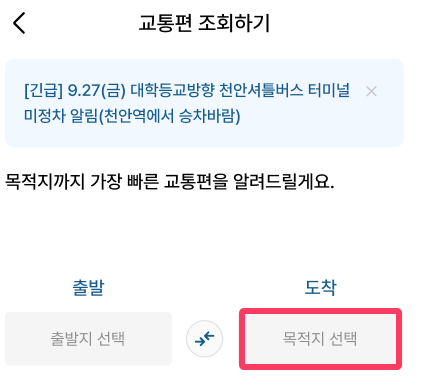 교통편 조회하기
[긴급] 9.27(금) 대학등교방향 천안셔틀버스 터미널
미정차 알림(천안역에서 승차바람)
목적지까지 가장 빠른 교통편을 알려드릴게요.
출발
도착
출발지 선택
목적지 선택